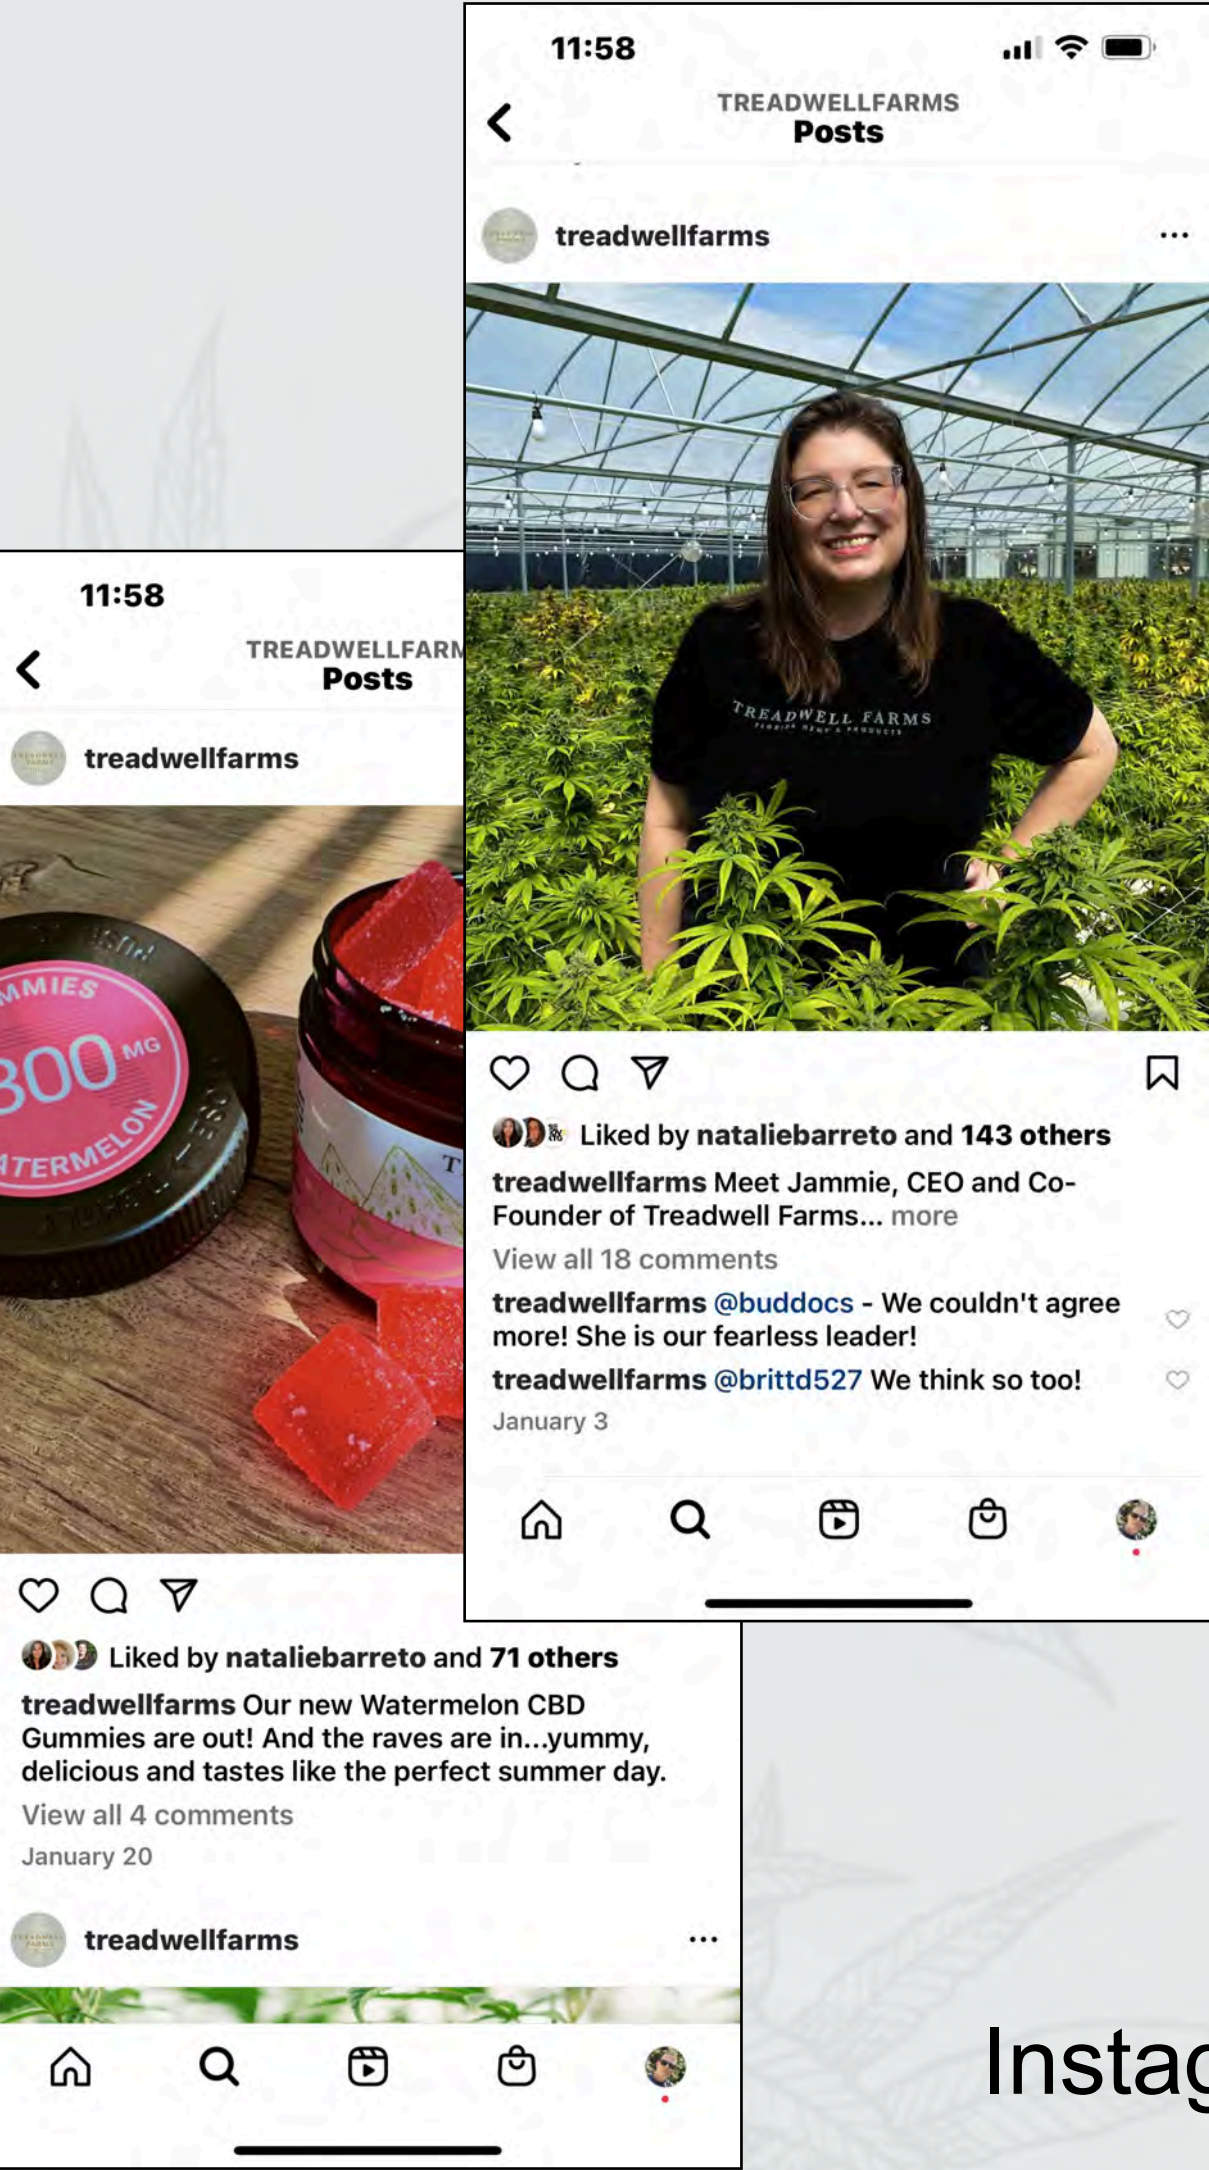 11:58
TREADWELLFARMS
Posts
treadwellfarms
TREADWELL FARMS
FLORIDA HEMP & PRODUCTS
Liked by nataliebarreto and 143 others
treadwellfarms Meet Jammie, CEO and Co-
Founder of Treadwell Farms... more
View all 18 comments
treadwellfarms @buddocs - We couldn't agree
more! She is our fearless leader!
treadwellfarms @brittd527 We think so too!
January 3
11:58
TREADWELLFARM
Posts
treadwellfarms
MMIES
300 MG
ATERMELON
T
Liked by nataliebarreto and 71 others
treadwellfarms Our new Watermelon CBD
Gummies are out! And the raves are in...yummy,
delicious and tastes like the perfect summer day.
View all 4 comments
January 20
treadwellfarms
Instag